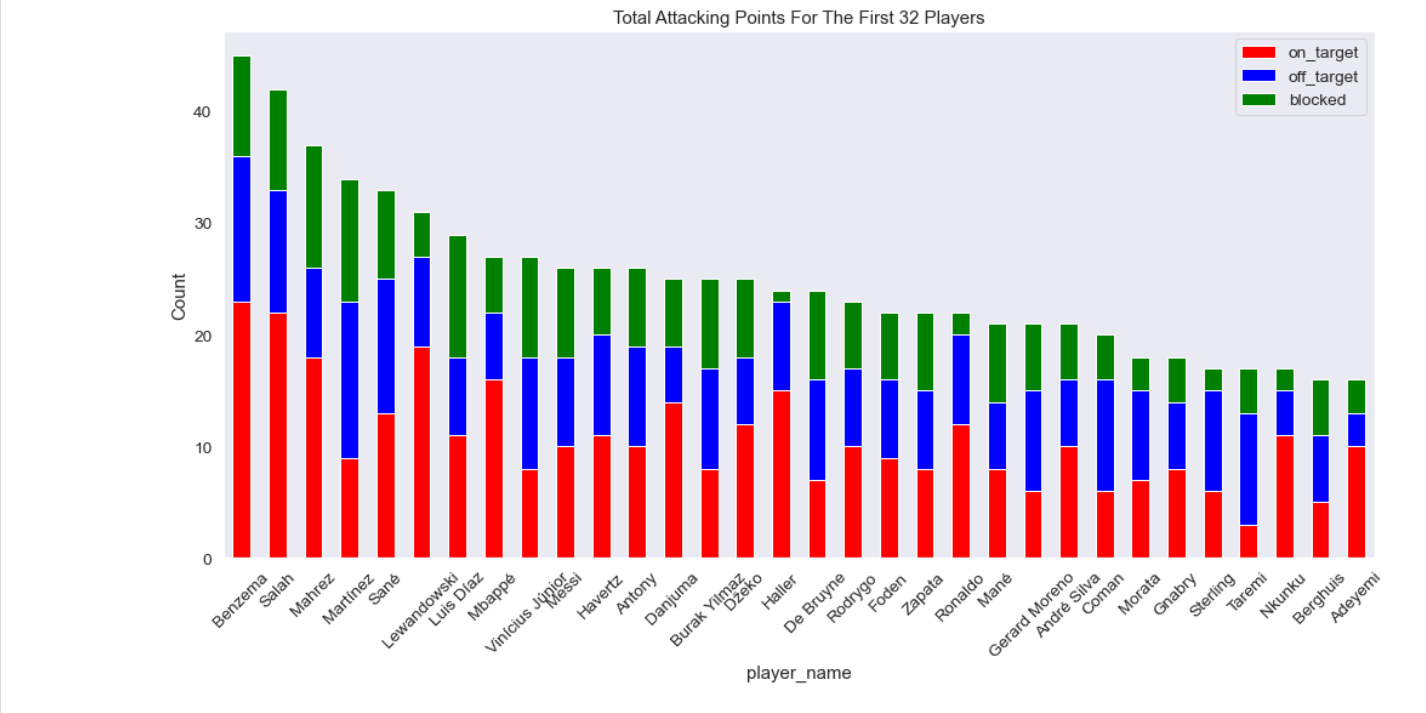 Total Attacking Points For The First 32 Players
on_target
off_target
blocked
Count
40
30
20
10
0
Benzema
Salah
Mahrez
Martínez
Sané
Lewandowski
Luis Díaz
Mbappé
Vinícius Júnior
Messi
Havertz
Antony
Danjuma
Burak Yilmaz
Džeko
Haller
De Bruyne
Rodrygo
Foden
Zapata
Ronaldo
Mané
Gerard Moreno
André Silva
Coman
Morata
Gnabry
Sterling
Taremi
Nkunku
Berghuis
Adeyemi
player_name